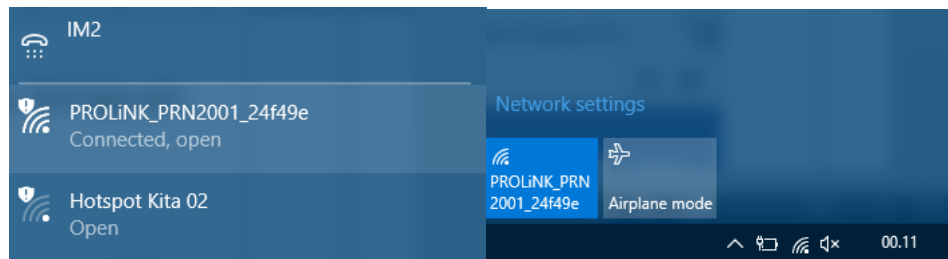 IM2
PROLiNK_PRN2001_24f49e
Connected, open
Hotspot Kita 02
Open
Network settings
PROLiNK_PRN
2001_24f49e
Airplane mode
00.11